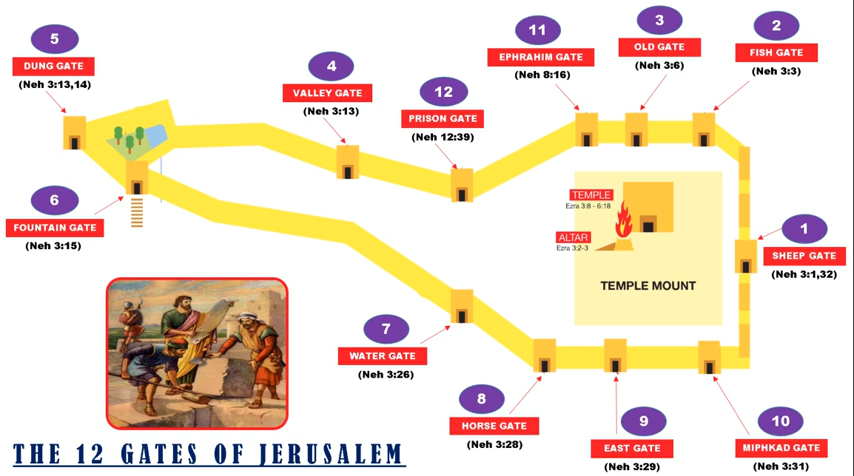 5
DUNG GATE
(Neh 3:13,14)
4
VALLEY GATE
(Neh 3:13)
12
PRISON GATE
(Neh 12:39)
11
EPHRAHIM GATE
(Neh 8:16)
3
OLD GATE
(Neh 3:6)
2
FISH GATE
(Neh 3:3)
6
FOUNTAIN GATE
(Neh 3:15)
TEMPLE
Ezra 3:8 - 6:18
ALTAR
Ezra 3:2-3
TEMPLE MOUNT
1
SHEEP GATE
(Neh 3:1,32)
7
WATER GATE
(Neh 3:26)
8
HORSE GATE
(Neh 3:28)
9
EAST GATE
(Neh 3:29)
10
MIPHKAD GATE
(Neh 3:31)
THE 12 GATES OF JERUSALEM